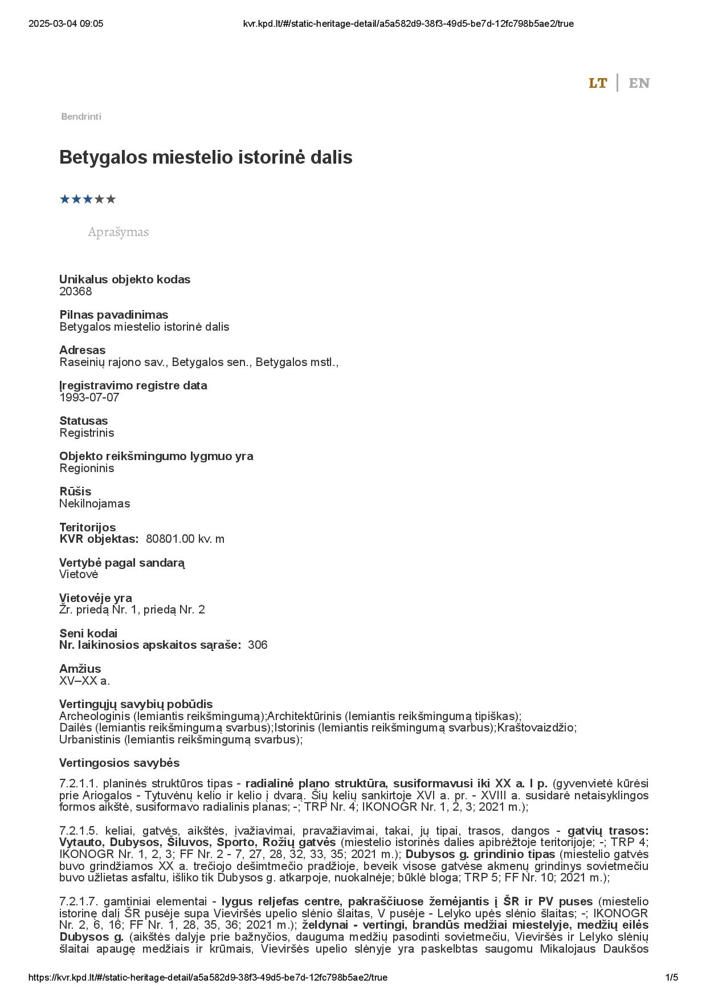 2025-03-04 09:05
kvr.kpd.lt/#/static-heritage-detail/a5a582d9-38f3-49d5-be7d-12fc798b5ae2/true
LT | EN
Bendrinti
Betygalos miestelio istorinė dalis
★★★★★
Aprašymas
Unikalus objekto kodas
20368
Pilnas pavadinimas
Betygalos miestelio istorinė dalis
Adresas
Raseinių rajono sav., Betygalos sen., Betygalos mstl.,
Įregistravimo registre data
1993-07-07
Statusas
Registrinis
Objekto reikšmingumo lygmuo yra
Regioninis
Rūšis
Nekilnojamas
Teritorijos
KVR objektas: 80801.00 kv. m
Vertybė pagal sandarą
Vietovė
Vietovėje yra
Žr. priedą Nr. 1, priedą Nr. 2
Seni kodai
Nr. laikinosios apskaitos sąraše: 306
Amžius
XV–XX a.
Vertingųjų savybių pobūdis
Archeologinis (lemiantis reikšmingumą);Architektūrinis (lemiantis reikšmingumą tipiškas);
Dailės (lemiantis reikšmingumą svarbus);Istorinis (lemiantis reikšmingumą svarbus);Kraštovaizdžio;
Urbanistinis (lemiantis reikšmingumą svarbus);
Vertingosios savybės
7.2.1.1. planinės struktūros tipas - radialinė plano struktūra, susiformavusi iki XX a. I p. (gyvenvietė kūrėsi
prie Ariogalos - Tytuvėnų kelio ir kelio į dvarą. Šių kelių sankirtoje XVI a. pr. - XVIII a. susidarė netaisyklingos
formos aikštė, susiformavo radialinis planas; -; TRP Nr. 4; IKONOGR Nr. 1, 2, 3; 2021 m.);
7.2.1.5. keliai, gatvės, aikštės, įvažiavimai, pravažiavimai, takai, jų tipai, trasos, dangos - gatvių trasos:
Vytauto, Dubysos, Šiluvos, Sporto, Rožių gatvės (miestelio istorinės dalies apibrėžtoje teritorijoje; -; TRP 4;
IKONOGR Nr. 1, 2, 3; FF Nr. 2 - 7, 27, 28, 32, 33, 35; 2021 m.); Dubysos g. grindinio tipas (miestelio gatvės
buvo grindžiamos XX a. trečiojo dešimtmečio pradžioje, beveik visose gatvėse akmenų grindinys sovietmečiu
buvo užlietas asfaltu, išliko tik Dubysos g. atkarpoje, nuokalnėje; būklė bloga; TRP 5; FF Nr. 10; 2021 m.);
7.2.1.7. gamtiniai elementai - lygus reljefas centre, pakraščiuose žemėjantis į ŠR ir PV puses (miestelio
istorinę dalį ŠR pusėje supa Vieviršės upelio slėnio šlaitas, V pusėje - Lelyko upės slėnio šlaitas; -; IKONOGR
Nr. 2, 6, 16; FF Nr. 1, 28, 35, 36; 2021 m.); želdynai - vertingi, brandūs medžiai miestelyje, medžių eilės
Dubysos g. (aikštės dalyje prie bažnyčios, dauguma medžių pasodinti sovietmečiu, Vieviršės ir Lelyko slėnių
šlaitai apaugę medžiais ir krūmais, Vieviršės upelio slėnyje yra paskelbtas saugomu Mikalojaus Daukšos
https://kvr.kpd.lt/#/static-heritage-detail/a5a582d9-38f3-49d5-be7d-12fc798b5ae2/true
1/5